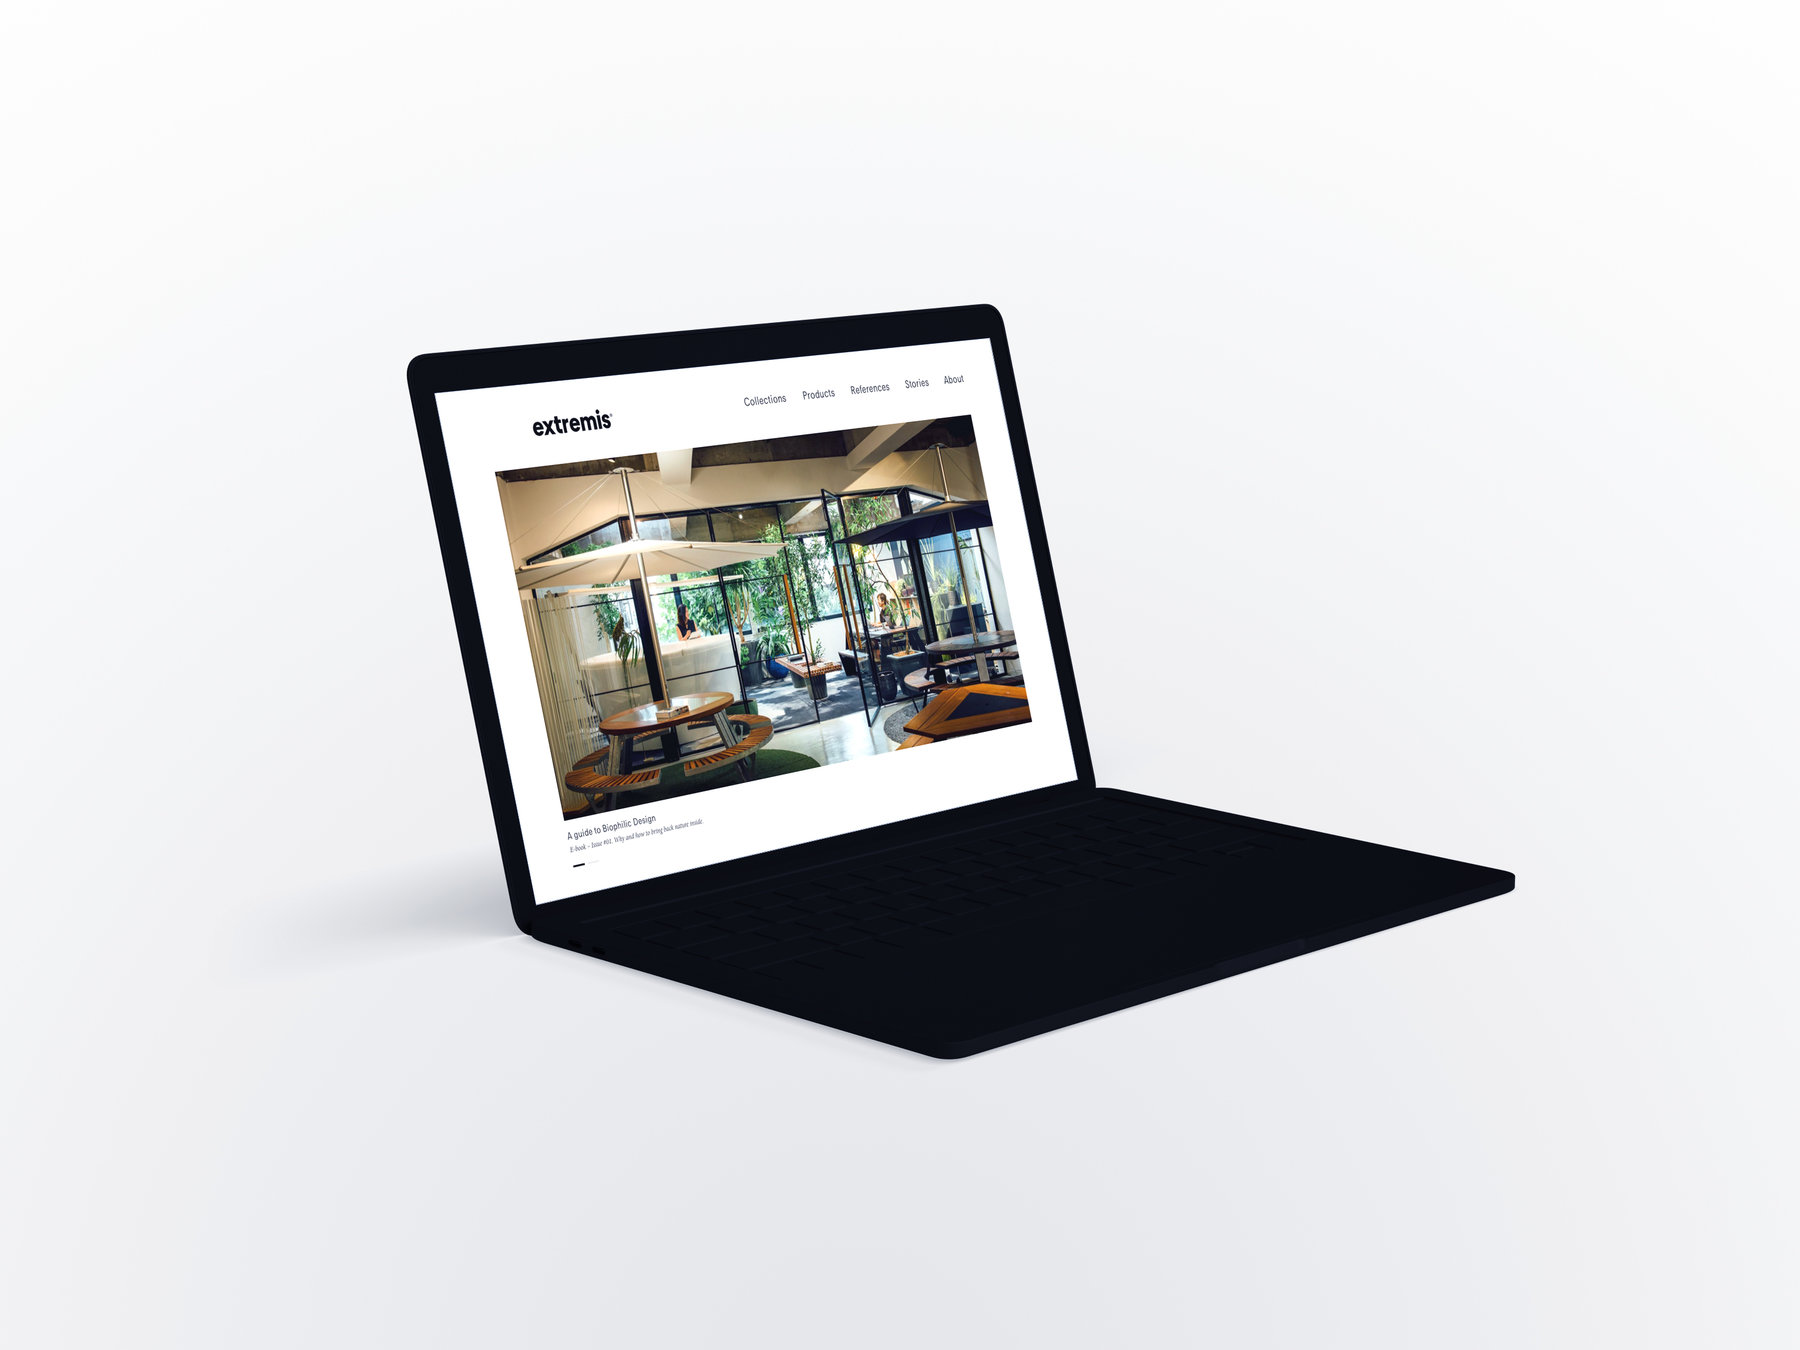 extremis
Collections Products References Stories About
A guide to Biophilic Design
E-book – Issue #01. Why and how to bring back nature inside.